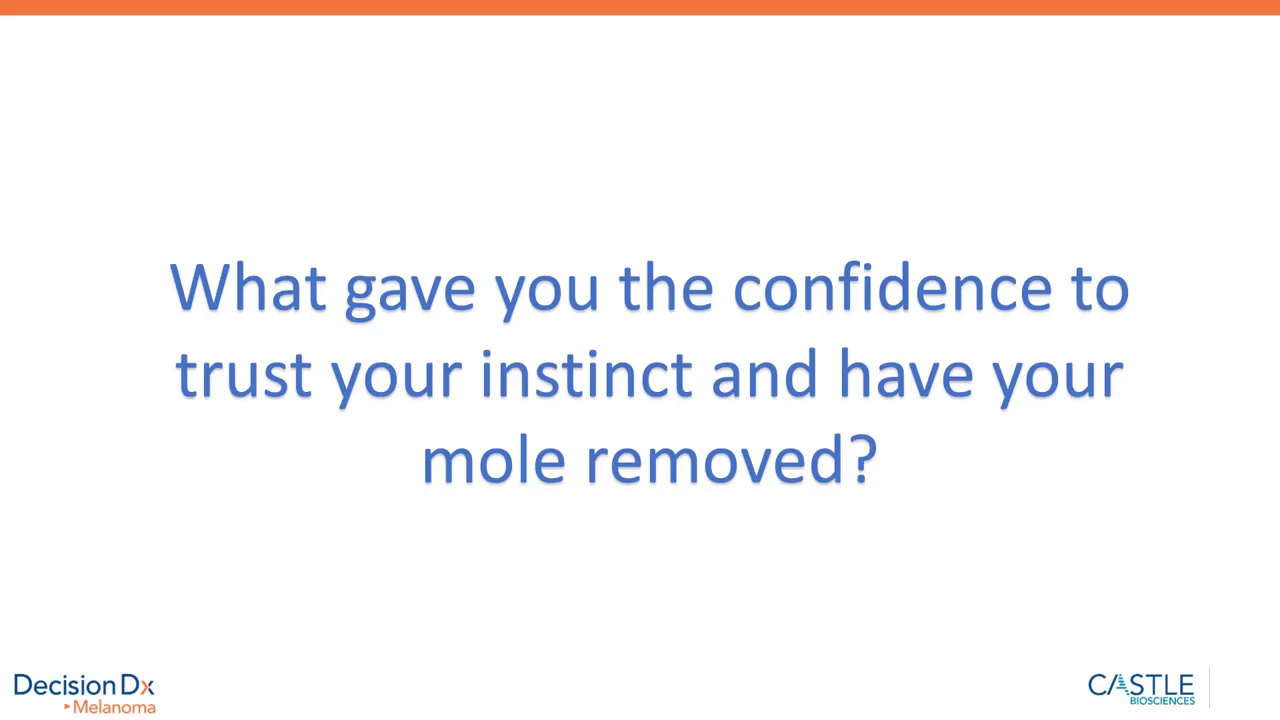 What gave you the confidence to
trust your instinct and have your
mole removed?
DecisionDx
Melanoma
CASTLE
BIOSCIENCES